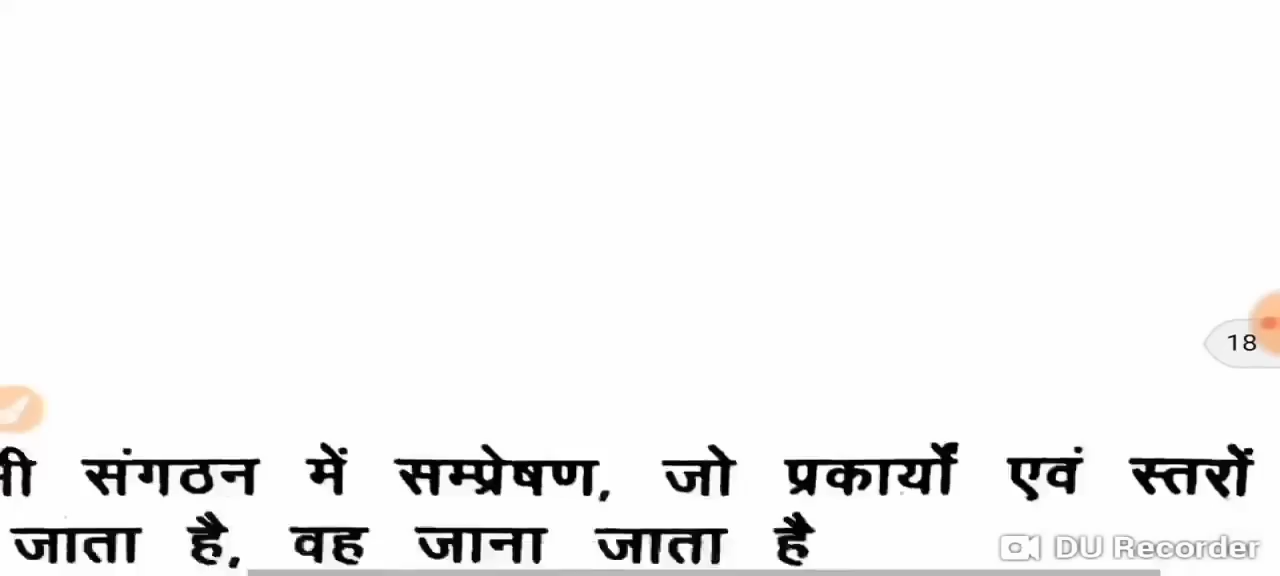 18
संगठन में सम्प्रेषण, जो प्रकार्यों एवं स्तरों
जाता है, वह जाना जाता है
DU Recorder